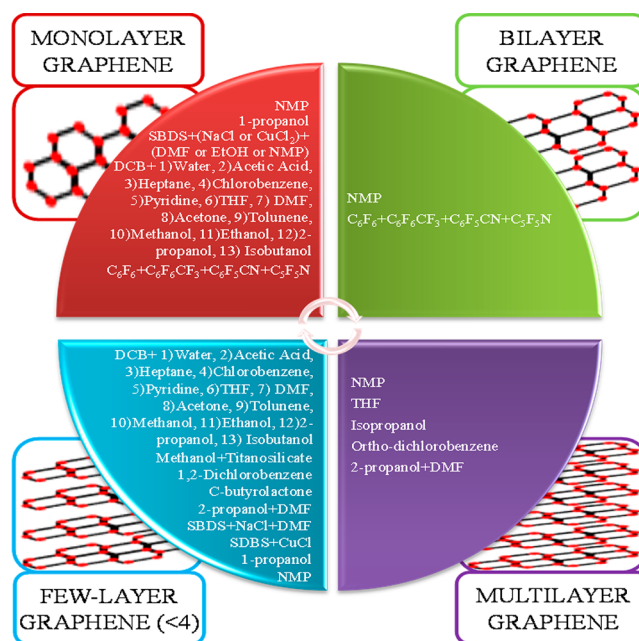 MONOLAYER
GRAPHENE
BILAYER
GRAPHENE
NMP
1-propanol
SBDS+(NaCl or CuCl₂)+
(DMF or EtOH or NMP)
DCB+ 1)Water, 2)Acetic Acid,
3)Heptane, 4)Chlorobenzene,
5)Pyridine, 6)THF, 7) DMF,
8)Acetone, 9)Tolunene,
10)Methanol, 11)Ethanol, 12)2-
propanol, 13) Isobutanol
C₆F₆+C₆F₆CF₃+C₆F₅CN+C₅F₅N
NMP
C₆F₆+C₆F₆CF₃+C₆F₅CN+C₅F₅N
DCB+ 1)Water, 2)Acetic Acid,
3)Heptane, 4)Chlorobenzene,
5)Pyridine, 6)THF, 7) DMF,
8)Acetone, 9)Tolunene,
10)Methanol, 11)Ethanol, 12)2-
propanol, 13) Isobutanol
Methanol+Titanosilicate
1,2-Dichlorobenzene
C-butyrolactone
2-propanol+DMF
SBDS+NaCl+DMF
SDBS+CuCl
1-propanol
NMP
NMP
THF
Isopropanol
Ortho-dichlorobenzene
2-propanol+DMF
FEW-LAYER
GRAPHENE (<4)
MULTILAYER
GRAPHENE